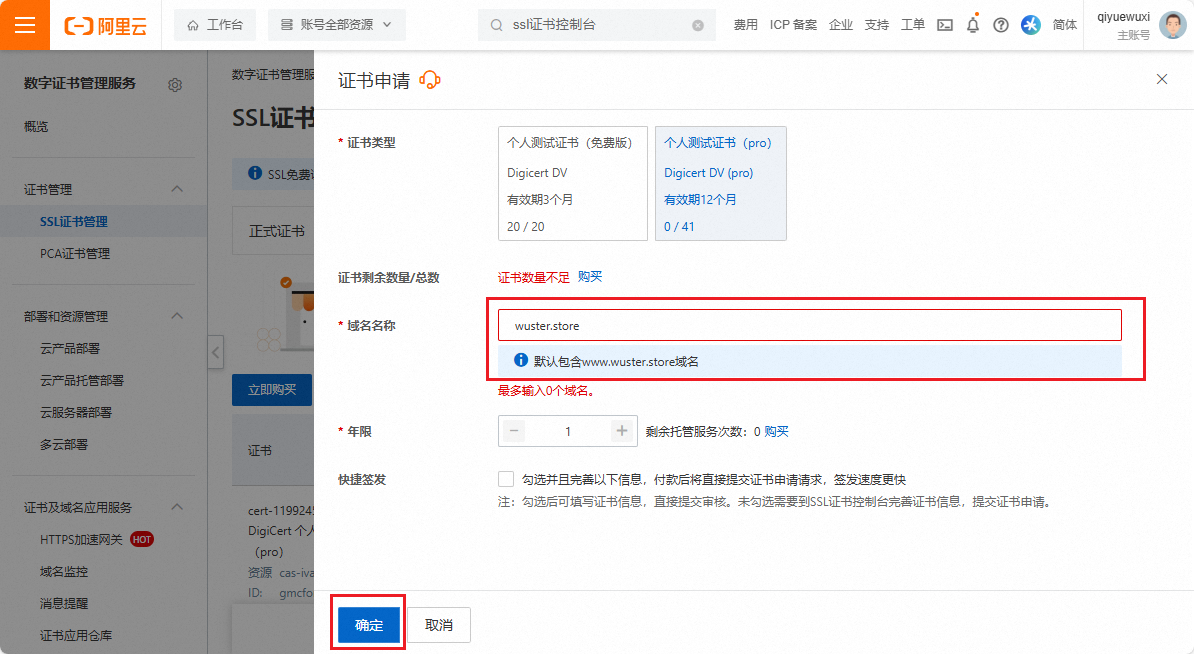 阿里云
工作台
账号全部资源
ssl证书控制台
费用
ICP 备案
企业
支持
工单
简体
qiyuewuxi
主账号
数字证书管理服务
概览
证书管理
SSL证书管理
PCA证书管理
部署和资源管理
云产品部署
云产品托管部署
云服务器部署
多云部署
证书及域名应用服务
HTTPS加速网关 HOT
域名监控
消息提醒
证书应用仓库
数字证书管理服
SSL证书
SSL免费
正式证书
立即购买
证书
cert-1199245
DigiCert 个人
（pro）
资源 cas-iva
ID: gmcfo
证书申请
* 证书类型
个人测试证书（免费版）
Digicert DV
有效期3个月
20 / 20
个人测试证书（pro）
Digicert DV (pro)
有效期12个月
0 / 41
证书剩余数量/总数
证书数量不足 购买
* 域名名称
wuster.store
默认包含www.wuster.store域名
最多输入0个域名。
* 年限
1
剩余托管服务次数：0 购买
快捷签发
勾选并且完善以下信息，付款后将直接提交证书申请请求，签发速度更快
注：勾选后可填写证书信息，直接提交审核。未勾选需要到SSL证书控制台完善证书信息，提交证书申请。
确定
取消